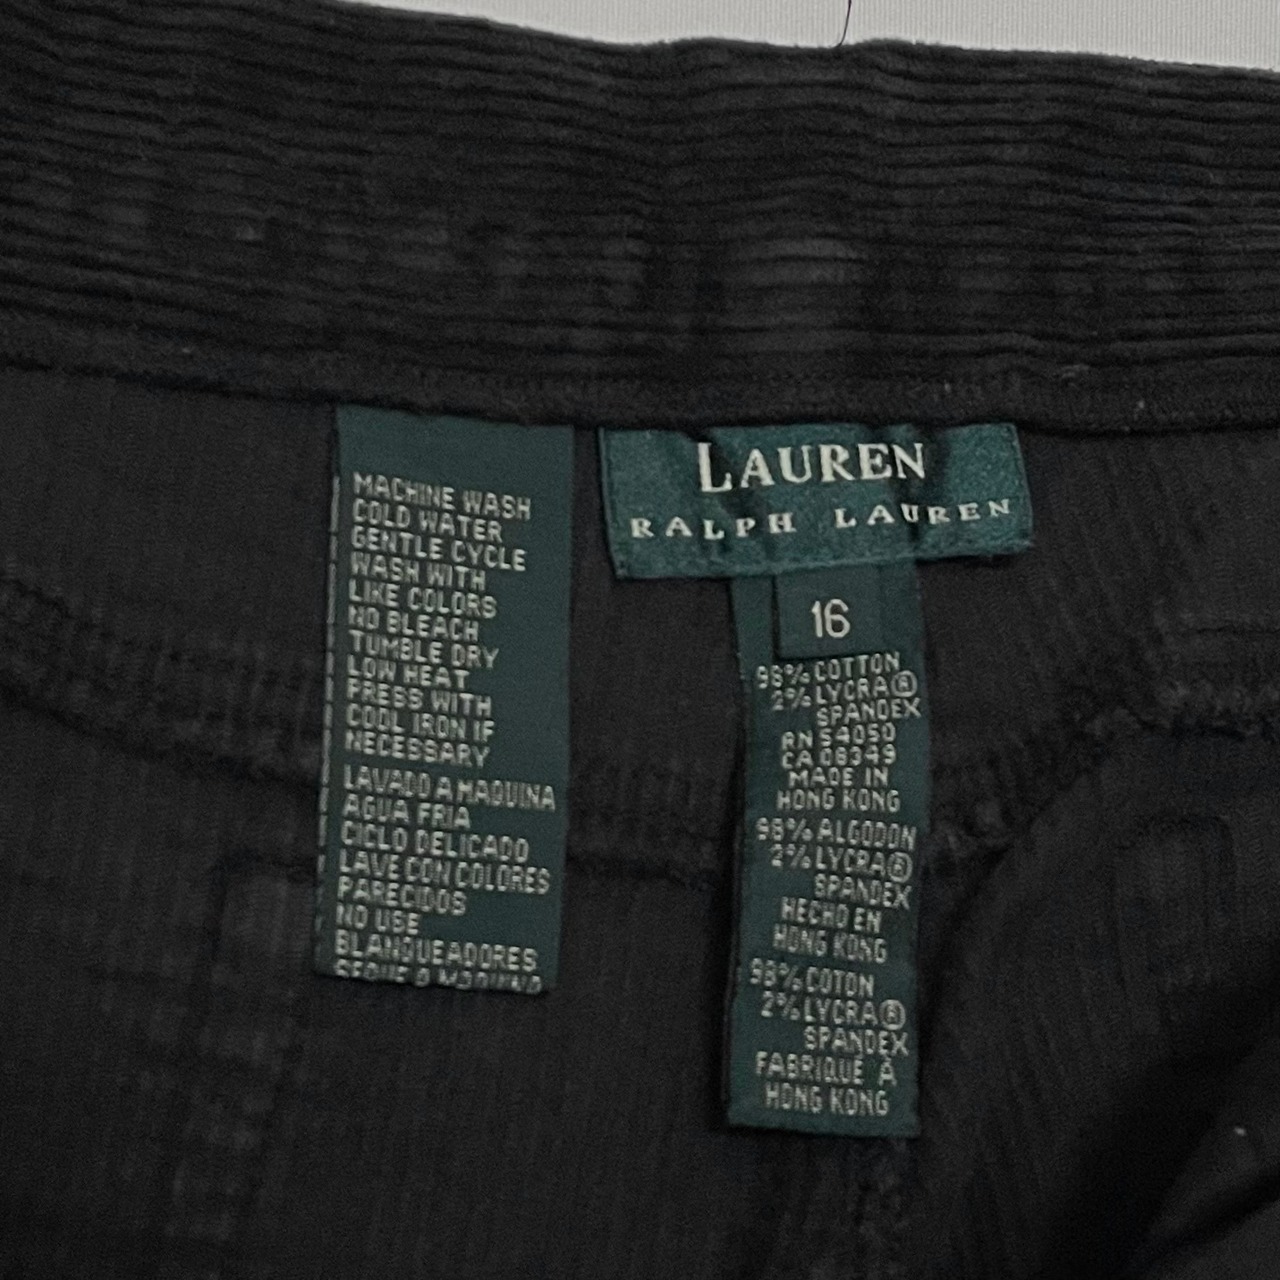 MACHINE WASH
COLD WATER
GENTLE CYCLE
WASH WITH
LIKE COLORS
NO BLEACH
TUMBLE DRY
LOW HEAT
PRESS WITH
COOL IRON IF
NECESSARY
LAVADO A MAQUINA
AGUA FRIA
CICLO DELICADO
LAVE CON COLORES
PARECIDOS
NO USE
BLANQUEADORES
LAUREN
RALPH LAUREN
16
98% COTTON
2% LYCRA®
SPANDEX
RN 54050
CA 08349
MADE IN
HONG KONG
98% ALGODON
2% LYCRA®
SPANDEX
HECHO EN
HONG KONG
98% COTON
2% LYCRA®
SPANDEX
FABRIQUE À
HONG KONG